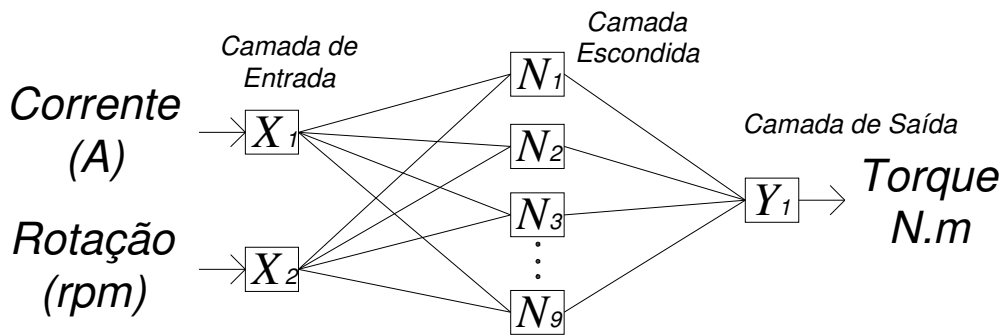 Camada de
Entrada
Camada
Escondida
Corrente
(A)
X1
N1
N2
Camada de Saída
Rotação
(rpm)
X2
N3
N9
Y1
Torque
N.m